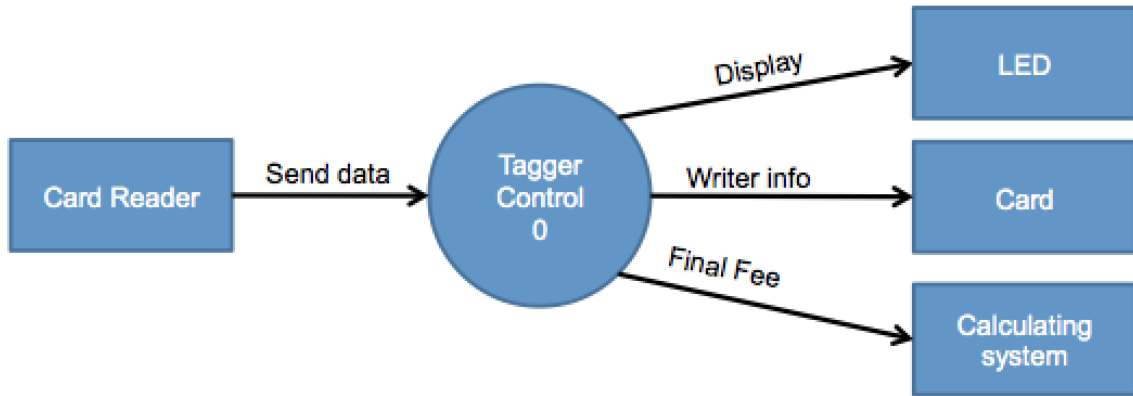 Card Reader
Send data
Tagger
Control
0
Display
LED
Writer info
Card
Final Fee
Calculating
system